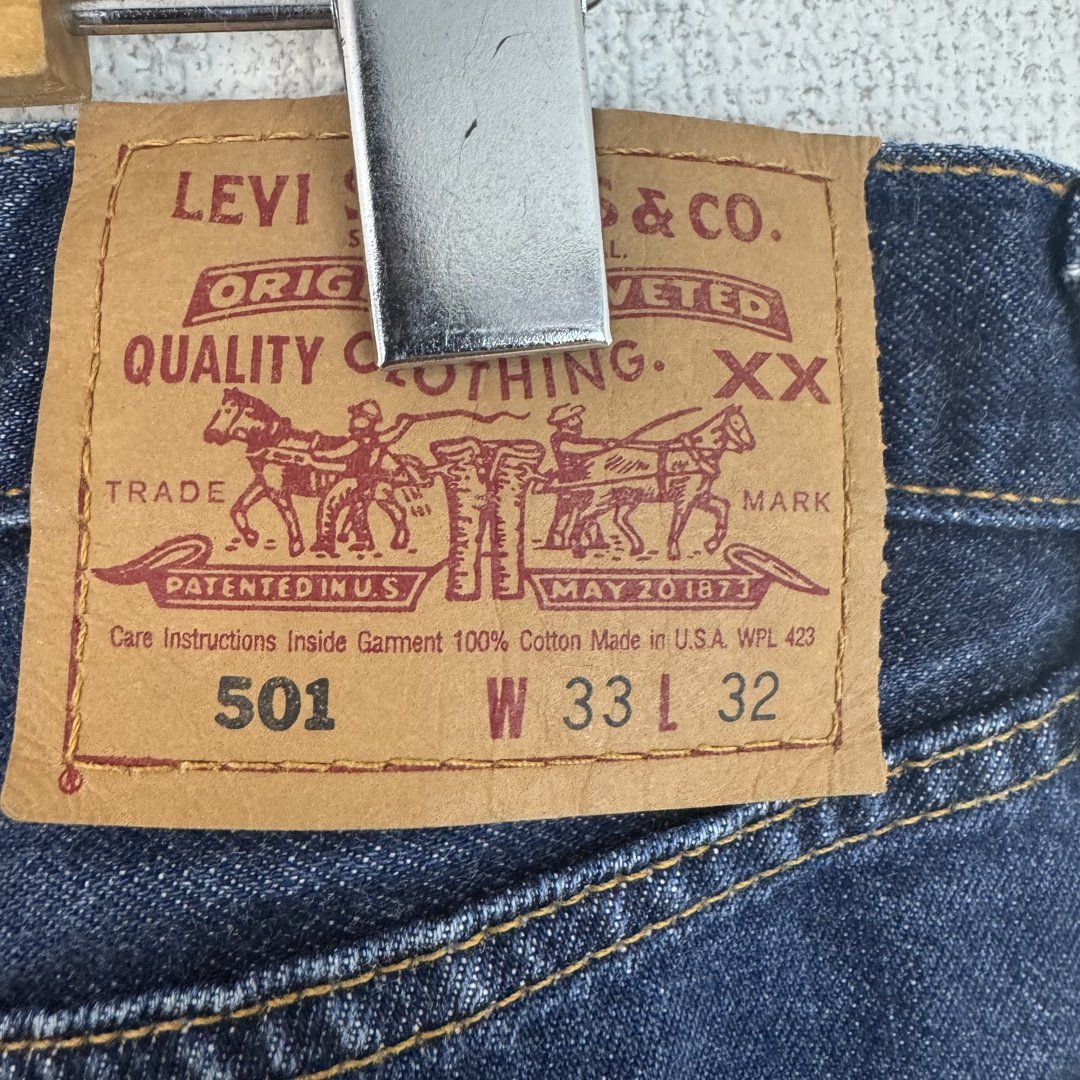 LEVI S & CO.
ORIG VETED
QUALITY CLOTHING. XX
TRADE MARK
PATENTED IN U.S MAY 20 1873
Care Instructions Inside Garment 100% Cotton Made in U.S.A. WPL 423
501 W 33 L 32